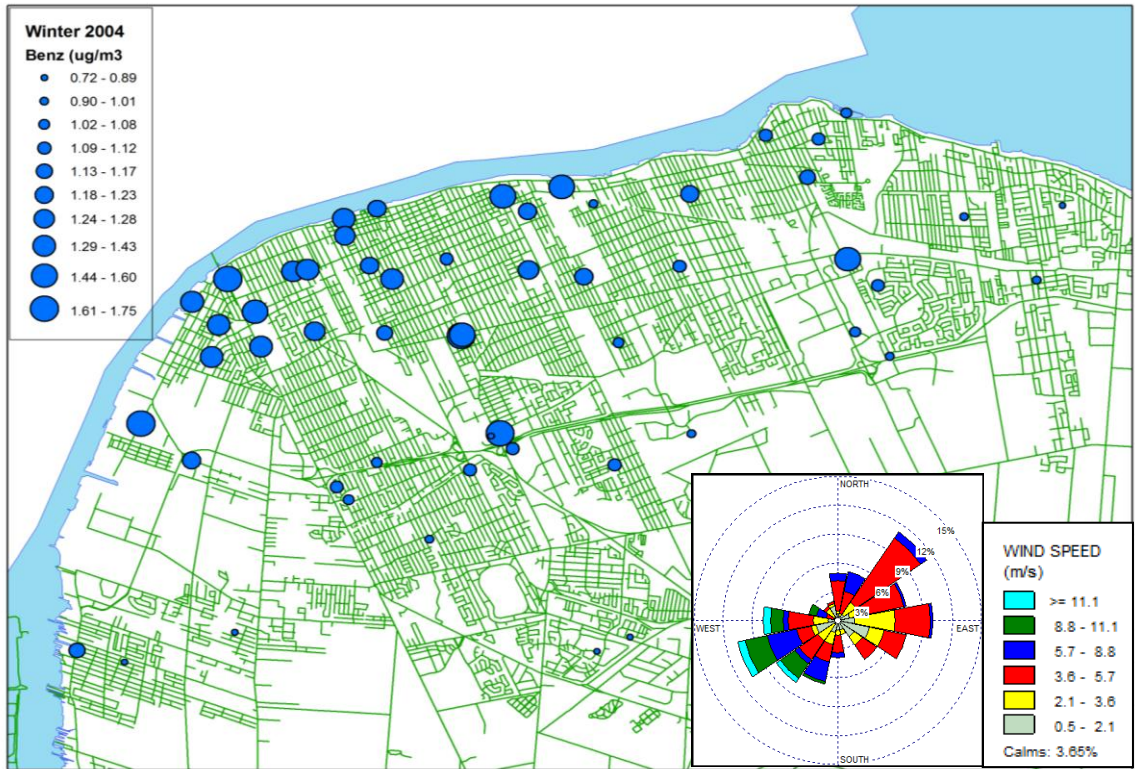 Winter 2004
Benz (ug/m3
0.72 - 0.89
0.90 - 1.01
1.02 - 1.08
1.09 - 1.12
1.13 - 1.17
1.18 - 1.23
1.24 - 1.28
1.29 - 1.43
1.44 - 1.60
1.61 - 1.75
NORTH
15%
12%
9%
6%
3%
WEST
EAST
SOUTH
WIND SPEED
(m/s)
>= 11.1
8.8 - 11.1
5.7 - 8.8
3.6 - 5.7
2.1 - 3.6
0.5 - 2.1
Calms: 3.65%